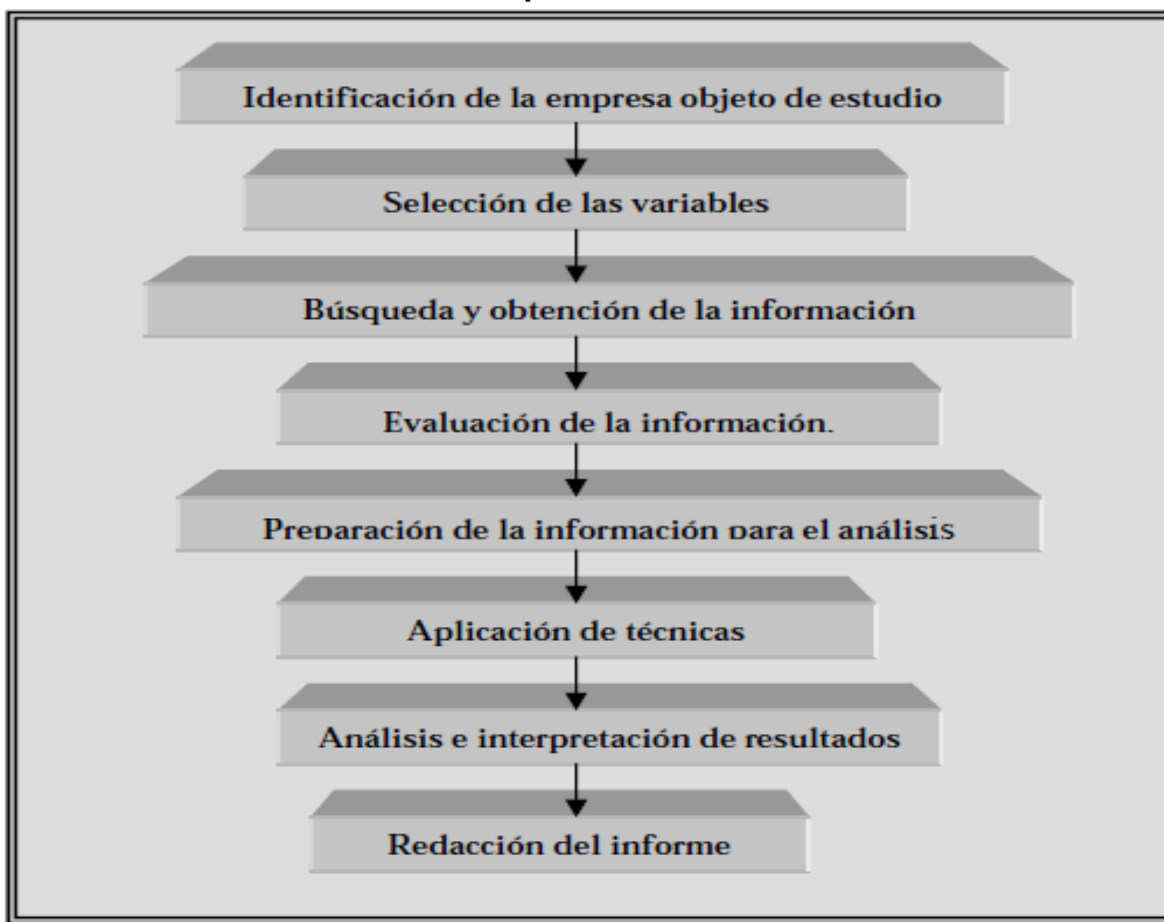 Identificación de la empresa objeto de estudio
Selección de las variables
Búsqueda y obtención de la información
Evaluación de la información.
Preparación de la información para el análisis
Aplicación de técnicas
Análisis e interpretación de resultados
Redacción del informe